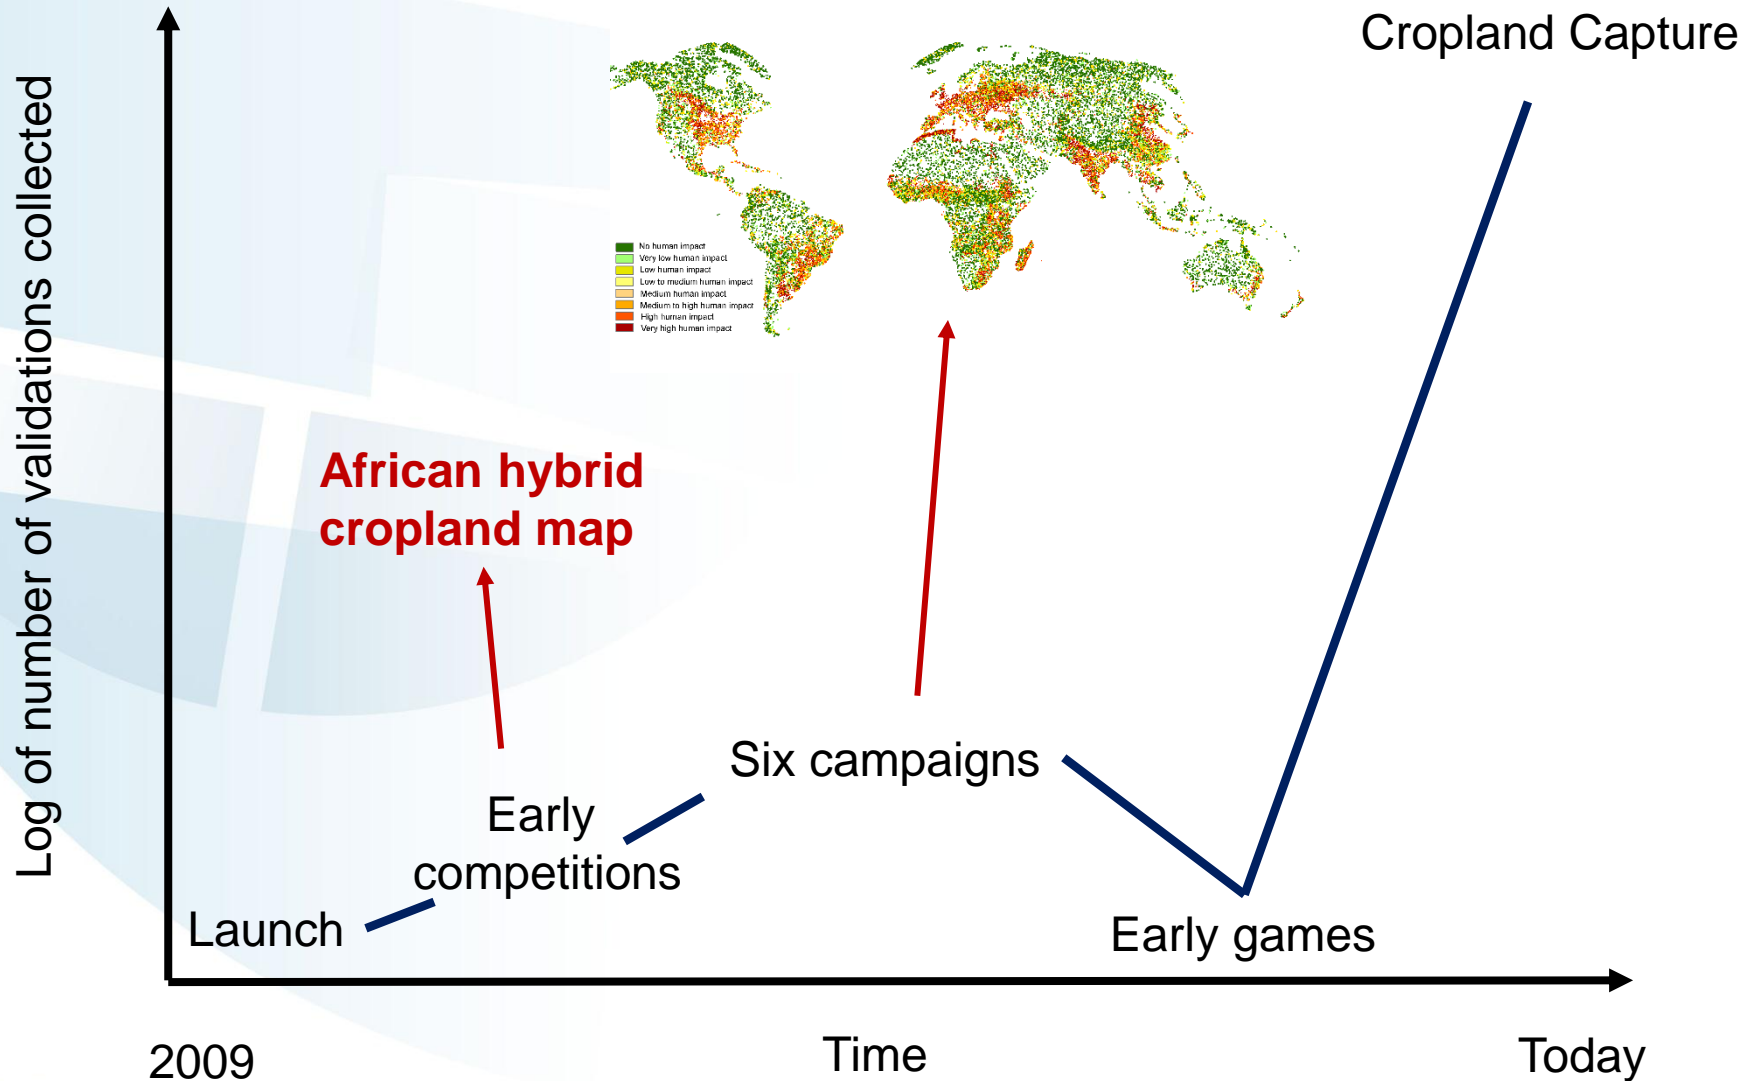 Cropland Capture
Log of number of validations collected
No human impact
Very low human impact
Low human impact
Low to medium human impact
Medium human impact
Medium to high human impact
High human impact
Very high human impact
African hybrid
cropland map
Six campaigns
Early
competitions
Launch
Early games
2009
Time
Today